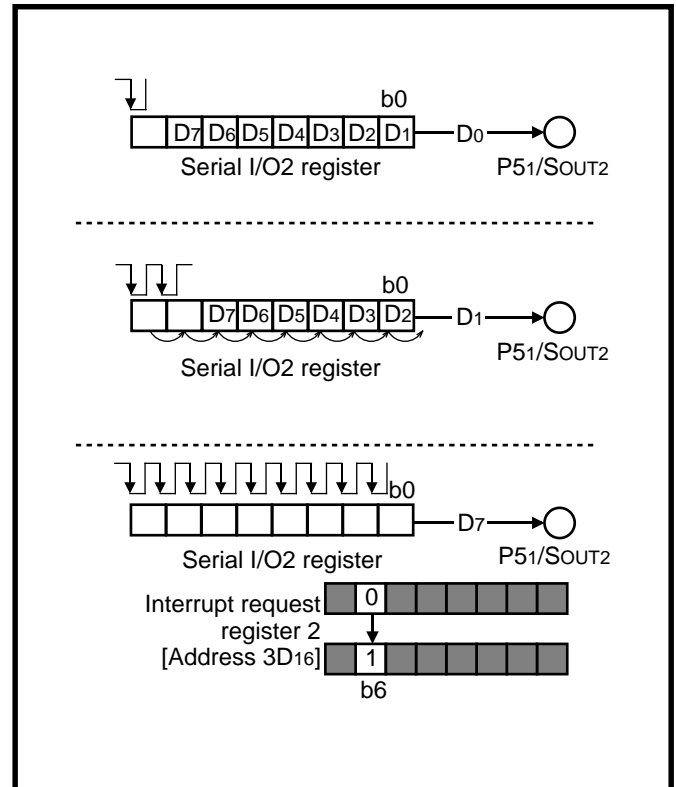 b0
D7 D6 D5 D4 D3 D2 D1 D0
Serial I/O2 register P51/SOUT2
b0
D7 D6 D5 D4 D3 D2 D1
Serial I/O2 register P51/SOUT2
b0
D7
Serial I/O2 register P51/SOUT2
Interrupt request 0
register 2
[Address 3D16] 1
b6